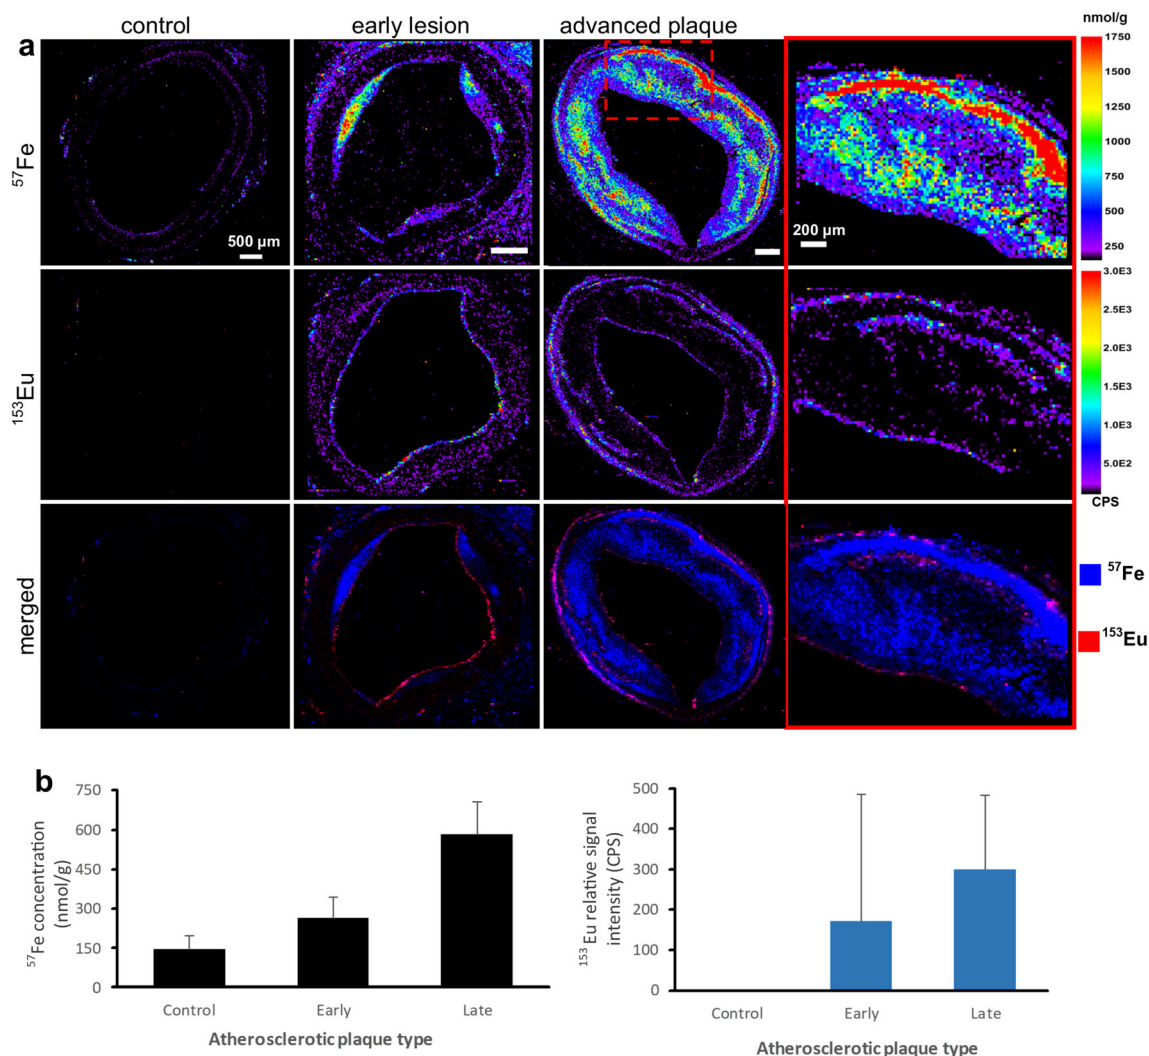 control early lesion advanced plaque
a
nmol/g
1750
1500
1250
1000
750
500
250
⁵⁷Fe
500 µm
200 µm
¹⁵³Eu
3.0E3
2.5E3
2.0E3
1.5E3
1.0E3
5.0E2
CPS
merged
⁵⁷Fe
¹⁵³Eu
b
⁵⁷Fe concentration
(nmol/g)
750
600
450
300
150
0
Control Early Late
Atherosclerotic plaque type
¹⁵³ Eu relative signal
intensity (CPS)
500
400
300
200
100
0
Control Early Late
Atherosclerotic plaque type